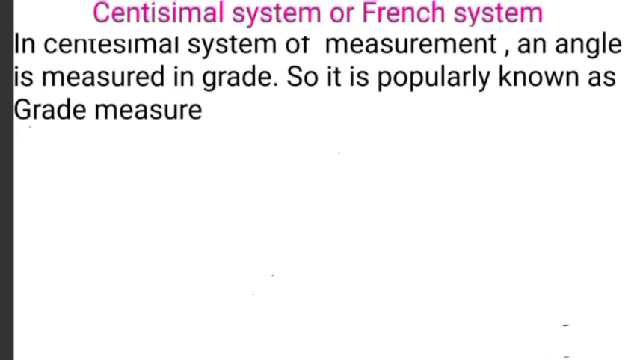 Centisimal system or French system
In centesimal system of measurement , an angle
is measured in grade. So it is popularly known as
Grade measure